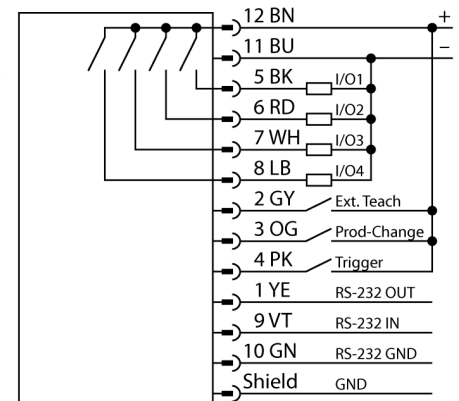 12 BN +
11 BU −
5 BK I/O1
6 RD I/O2
7 WH I/O3
8 LB I/O4
2 GY Ext. Teach
3 OG Prod-Change
4 PK Trigger
1 YE RS-232 OUT
9 VT RS-232 IN
10 GN RS-232 GND
Shield GND